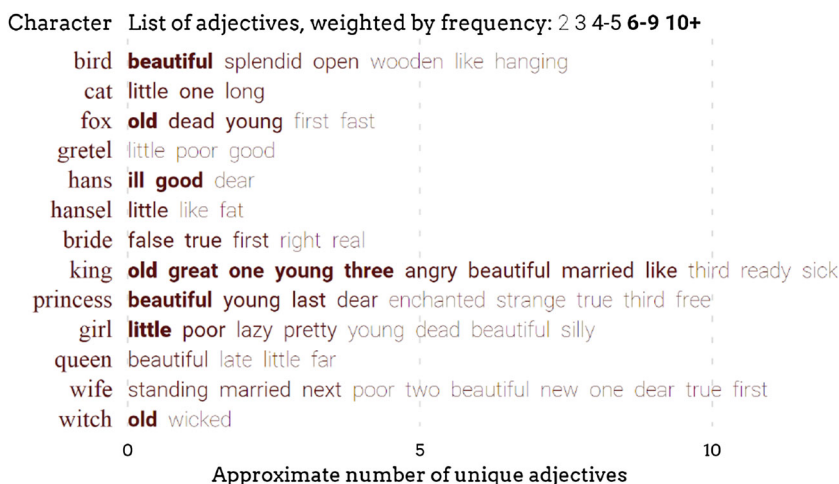 Character List of adjectives, weighted by frequency: 2 3 4-5 6-9 10+
bird beautiful splendid open wooden like hanging
cat little one long
fox old dead young first fast
gretel little poor good
hans ill good dear
hansel little like fat
bride false true first right real
king old great one young three angry beautiful married like third ready sick
princess beautiful young last dear enchanted strange true third free
girl little poor lazy pretty young dead beautiful silly
queen beautiful late little far
wife standing married next poor two beautiful new one dear true first
witch old wicked
0 5 10
Approximate number of unique adjectives